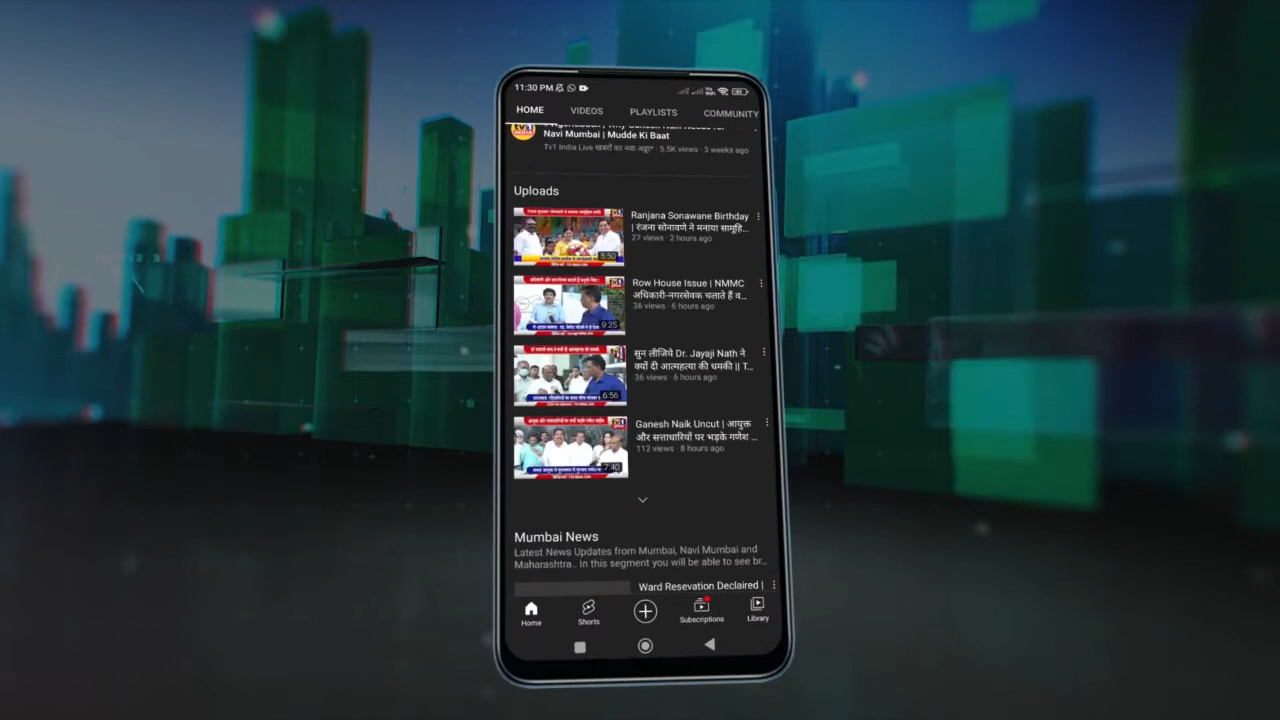 11:30 PM
HOME VIDEOS PLAYLISTS COMMUNITY
Navi Mumbai | Mudde Ki Baat
Tv1 India Live खबरों का नया अड्डा* · 5.5K views · 3 weeks ago
Uploads
Ranjana Sonawane Birthday
| रंजना सोनावणे ने मनाया सामूहि...
27 views · 2 hours ago
5:50
Row House Issue | NMMC
अधिकारी-नगरसेवक चलाते हैं व...
36 views · 6 hours ago
9:25
सुन लीजिये Dr. Jayaji Nath ने
क्यों दी आत्महत्या की धमकी || T...
36 views · 6 hours ago
6:56
Ganesh Naik Uncut | आयुक्त
और सत्ताधारियों पर भड़के गणेश ...
112 views · 8 hours ago
7:40
Mumbai News
Latest News Updates from Mumbai, Navi Mumbai and
Maharashtra.. In this segment you will be able to see br...
Ward Resevation Declaired |
Home Shorts Subscriptions Library